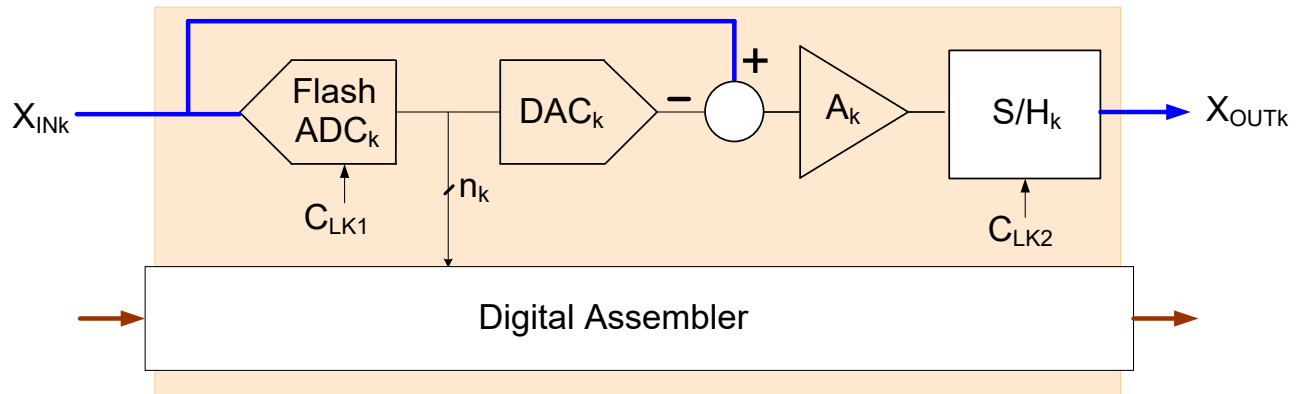 X_INk
Flash
ADC_k
DAC_k
−
+
A_k
S/H_k
X_OUTk
n_k
C_LK1
C_LK2
Digital Assembler